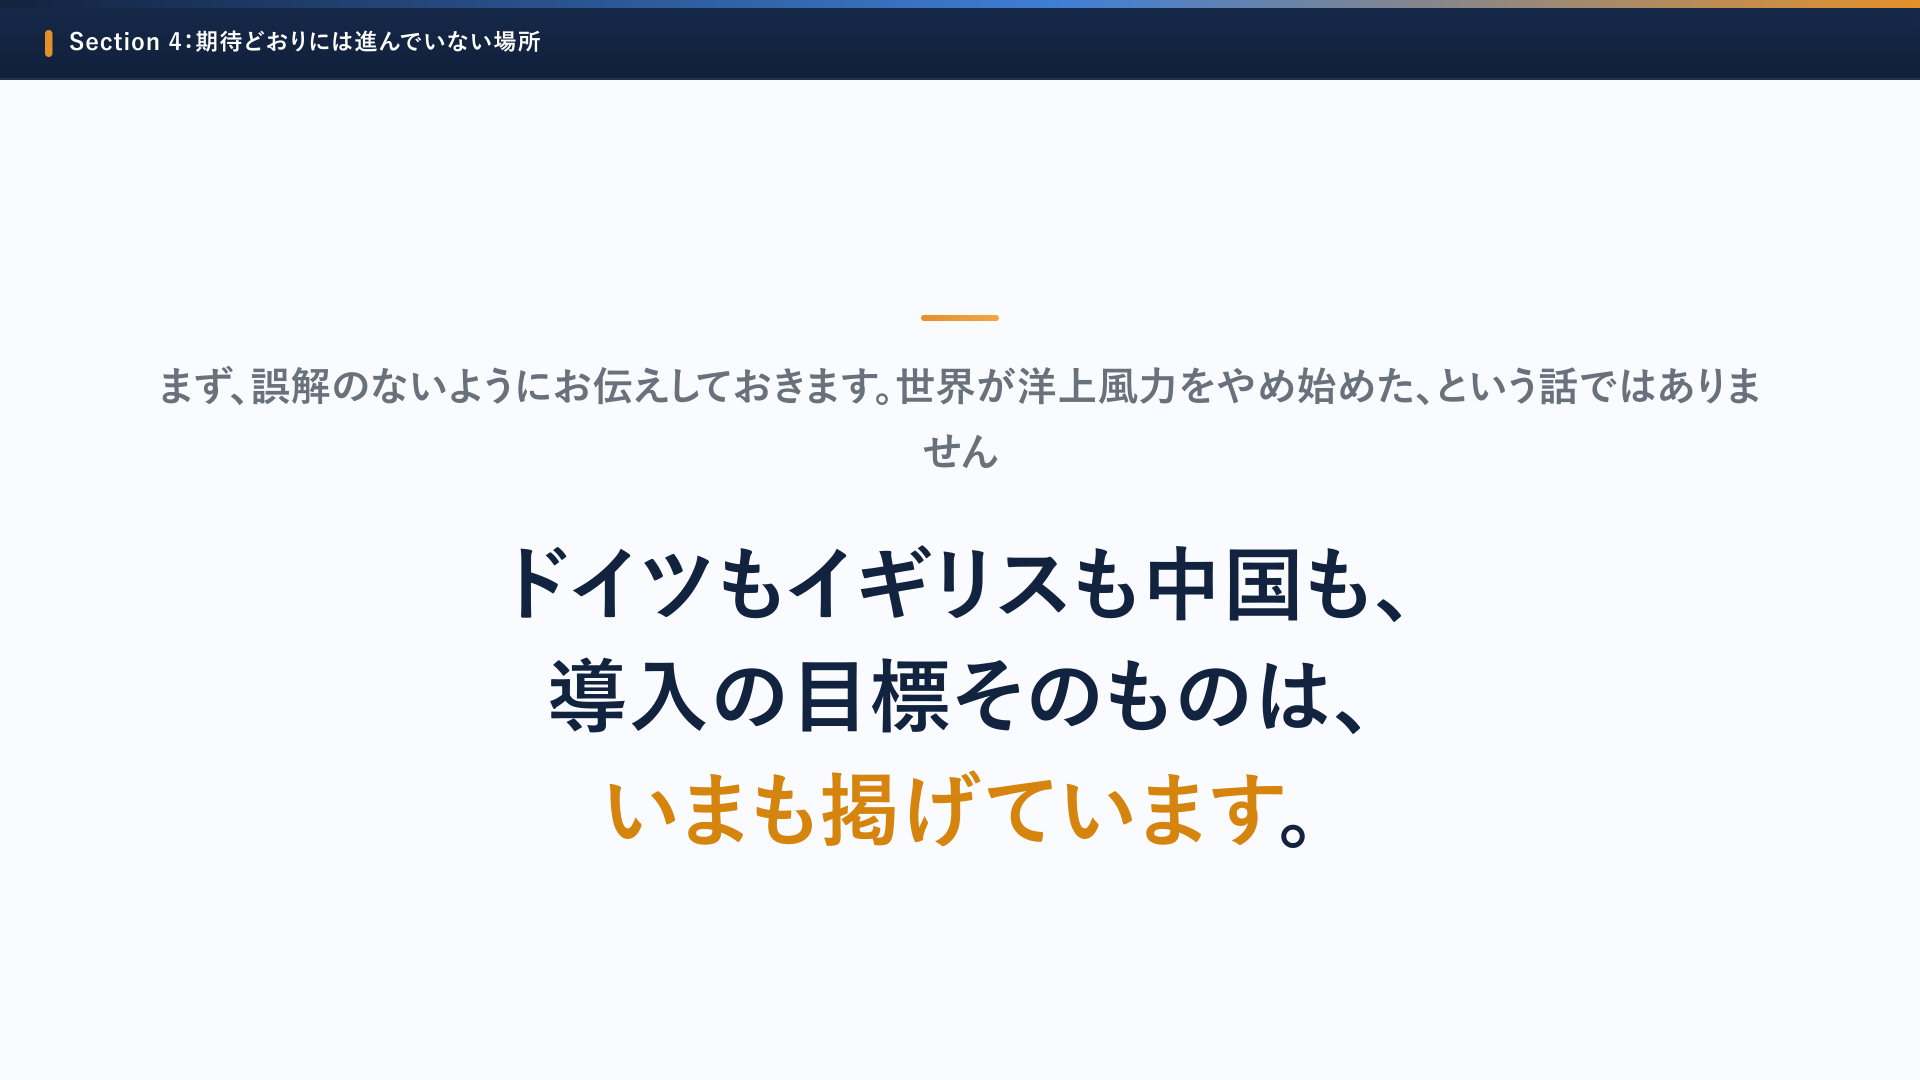 Section 4：期待どおりには進んでいない場所
まず、誤解のないようにお伝えしておきます。世界が洋上風力をやめ始めた、という話ではありま
せん
ドイツもイギリスも中国も、
導入の目標そのものは、
いまも掲げています。